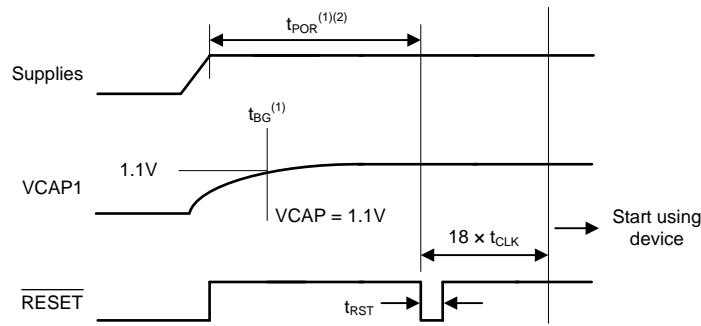 tPOR(1)(2)
Supplies
tBG(1)
1.1V
VCAP1
VCAP = 1.1V
18 × tCLK
Start using
device
RESET
tRST